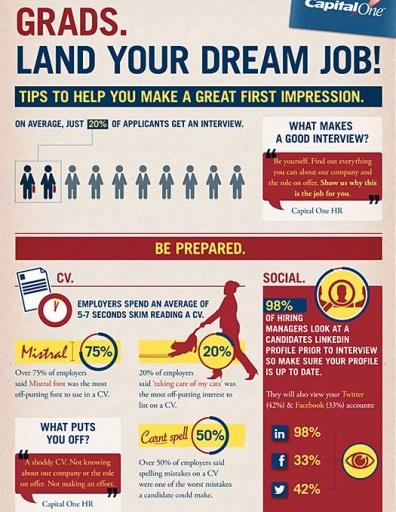 Capital One
GRADS.
LAND YOUR DREAM JOB!
TIPS TO HELP YOU MAKE A GREAT FIRST IMPRESSION.
ON AVERAGE, JUST 20% OF APPLICANTS GET AN INTERVIEW.
WHAT MAKES
A GOOD INTERVIEW?
“ Be yourself. Find out everything
you can about our company and
the role on offer. Show us why this
is the job for you. ”
Capital One HR
BE PREPARED.
CV.
EMPLOYERS SPEND AN AVERAGE OF
5-7 SECONDS SKIM READING A CV.
Mistral 75%
Over 75% of employers
said Mistral font was the most
off-putting font to use in a CV.
20%
20% of employers
said 'taking care of my cats' was
the most off-putting interest to
list on a CV.
WHAT PUTS
YOU OFF?
“ A shoddy CV. Not knowing
about our company or the role
on offer. Not making an effort. ”
Capital One HR
Carnt spell 50%
Over 50% of employers said
spelling mistakes on a CV
were one of the worst mistakes
a candidate could make.
SOCIAL.
98%
OF HIRING
MANAGERS LOOK AT A
CANDIDATES LINKEDIN
PROFILE PRIOR TO INTERVIEW
SO MAKE SURE YOUR PROFILE
IS UP TO DATE.
They will also view your Twitter
(42%) & Facebook (33%) accounts:
in 98%
f 33%
42%